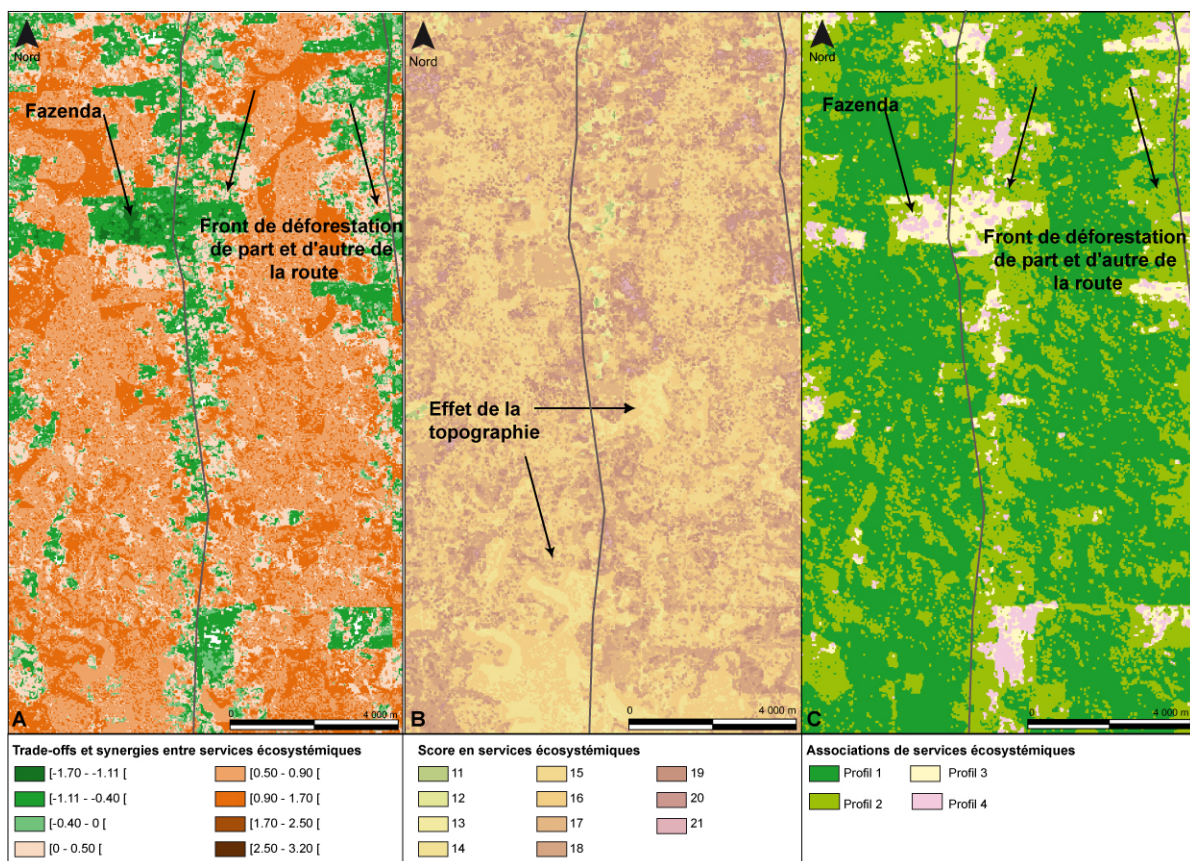 Nord
Fazenda
Front de déforestation
de part et d'autre de
la route
A
0
4 000 m
Nord
Effet de la
topographie
B
0
4 000 m
Nord
Fazenda
Front de déforestation
de part et d'autre de
la route
C
0
4 000 m
Trade-offs et synergies entre services écosystémiques
[-1.70 - -1.11 [
[-1.11 - -0.40 [
[-0.40 - 0 [
[0 - 0.50 [
[0.50 - 0.90 [
[0.90 - 1.70 [
[1.70 - 2.50 [
[2.50 - 3.20 [
Score en services écosystémiques
11
12
13
14
15
16
17
18
19
20
21
Associations de services écosystémiques
Profil 1
Profil 2
Profil 3
Profil 4